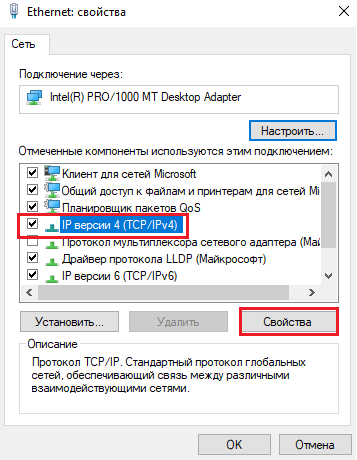 Ethernet: свойства
Сеть
Подключение через:
Intel(R) PRO/1000 MT Desktop Adapter
Настроить...
Отмеченные компоненты используются этим подключением:
Клиент для сетей Microsoft
Общий доступ к файлам и принтерам для сетей Mi
Планировщик пакетов QoS
IP версии 4 (TCP/IPv4)
Протокол мультиплексора сетевого адаптера (Май
Драйвер протокола LLDP (Майкрософт)
IP версии 6 (TCP/IPv6)
Установить... Удалить Свойства
Описание
Протокол TCP/IP. Стандартный протокол глобальных
сетей, обеспечивающий связь между различными
взаимодействующими сетями.
OK Отмена